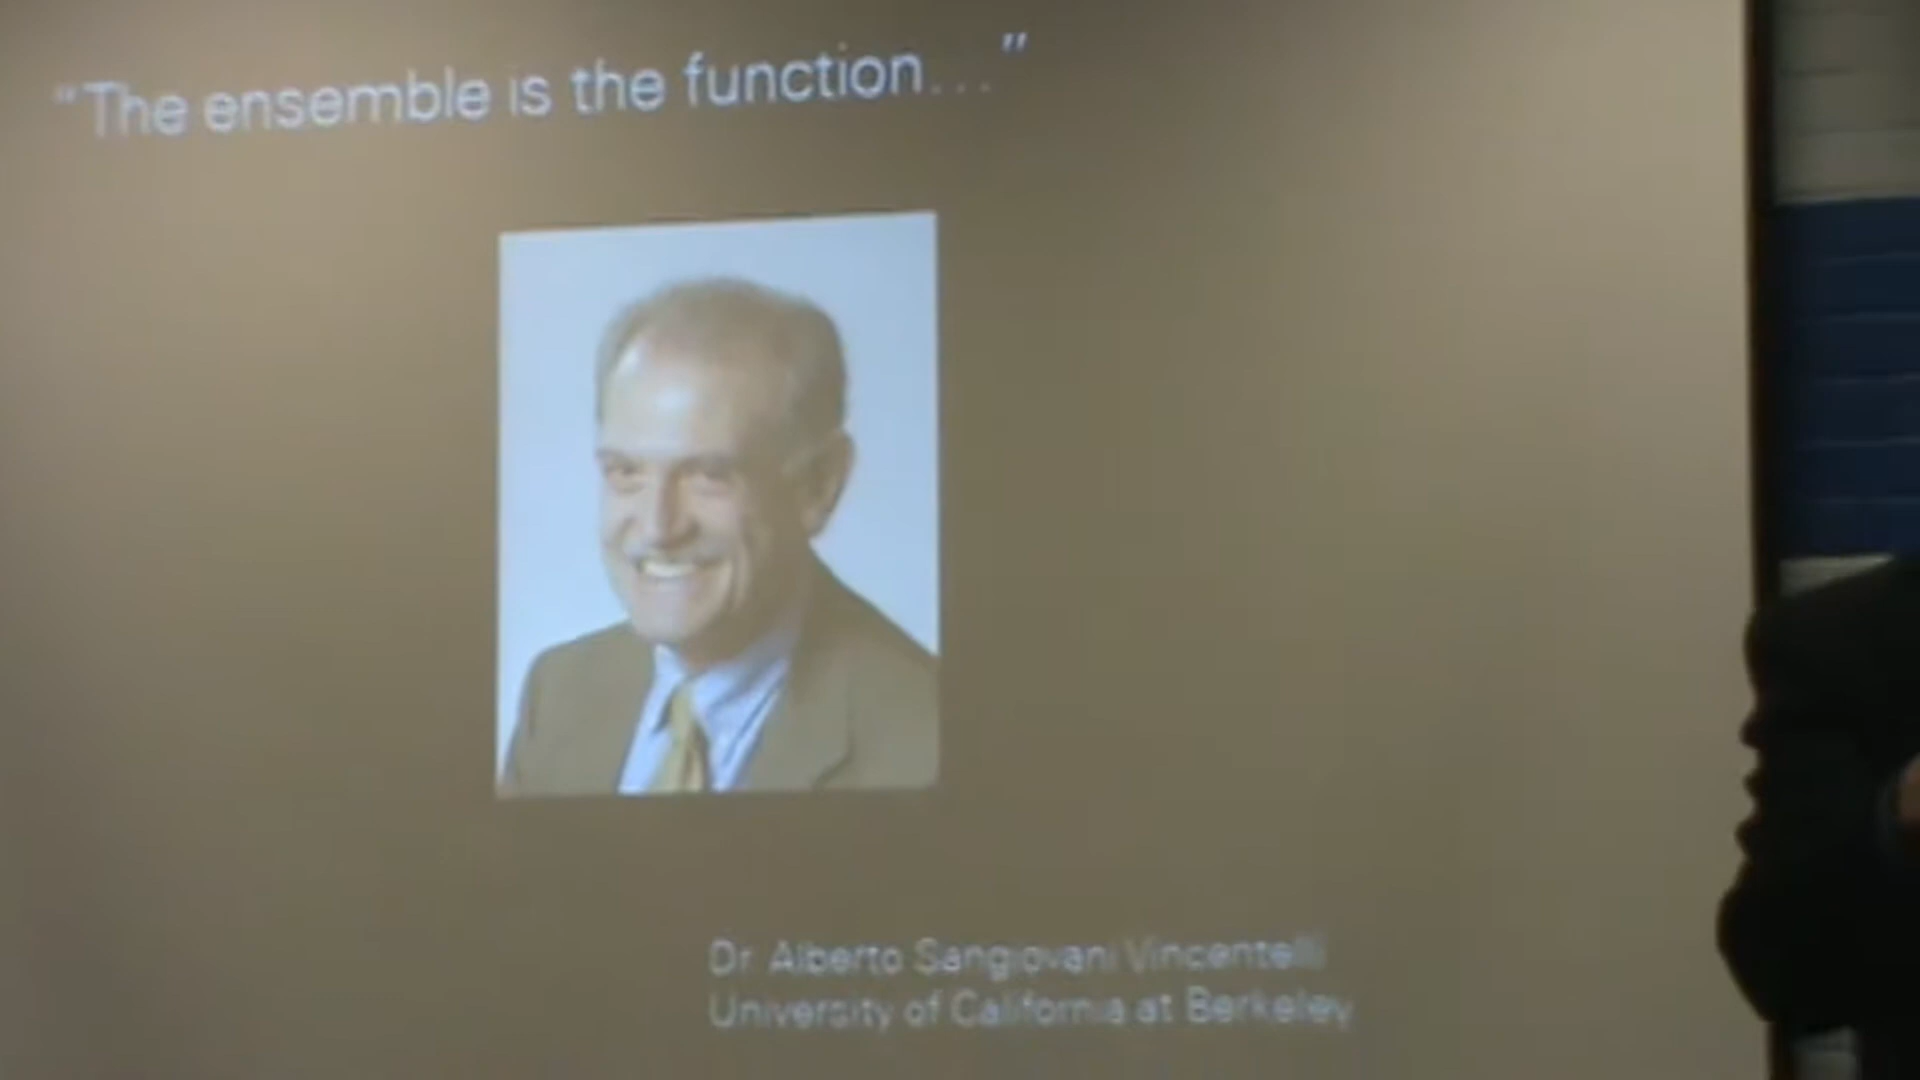 "The ensemble is the function..."
Dr. Alberto Sangiovani Vincentelli
University of California at Berkeley